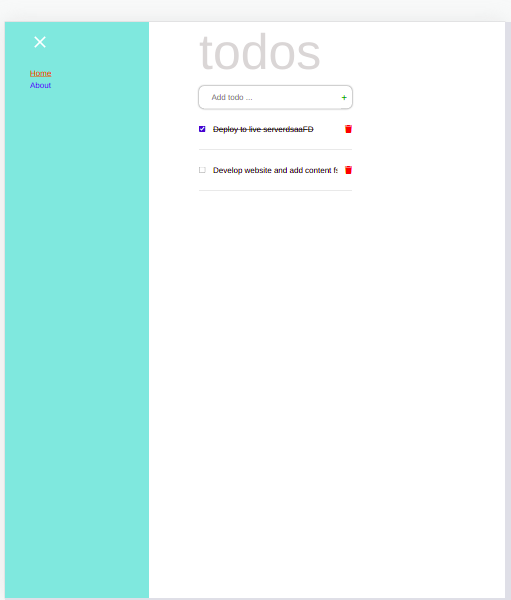 todos
Home
About
Add todo ...
+
Deploy to live serverdsaaFD
Develop website and add content